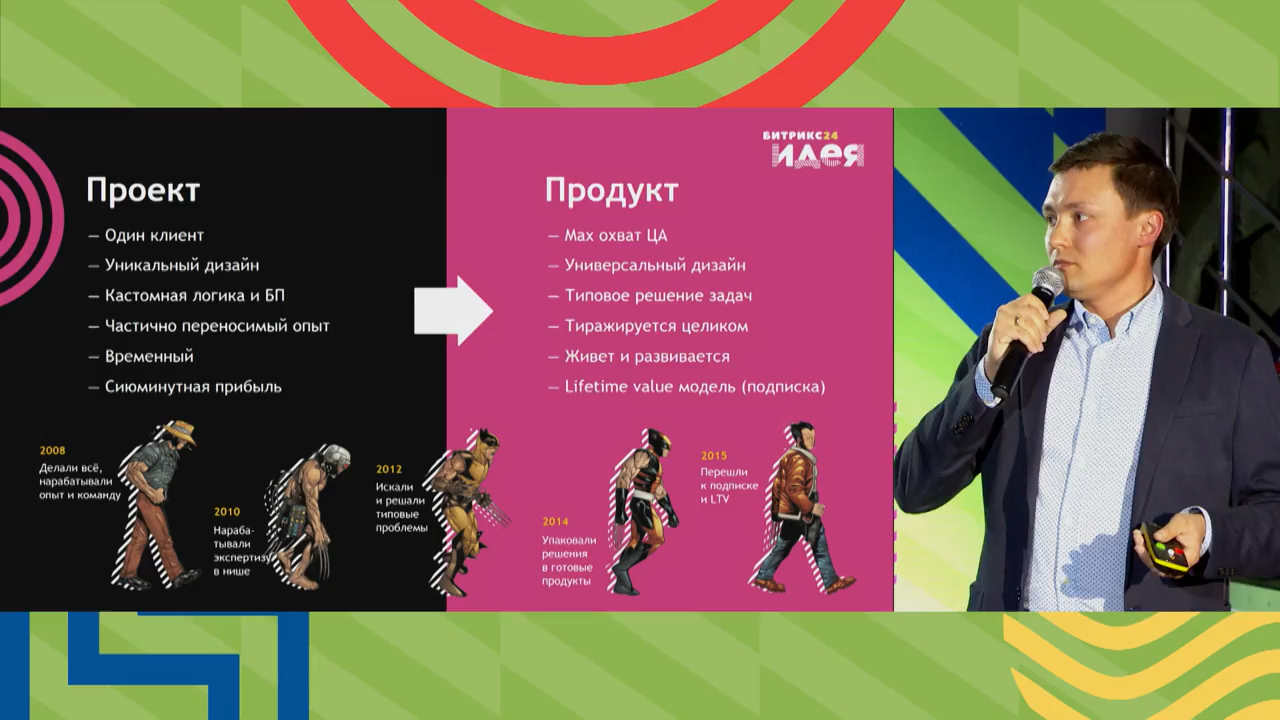 БИТРИКС24
идея
Проект
— Один клиент
— Уникальный дизайн
— Кастомная логика и БП
— Частично переносимый опыт
— Временный
— Сиюминутная прибыль
Продукт
— Max охват ЦА
— Универсальный дизайн
— Типовое решение задач
— Тиражируется целиком
— Живет и развивается
— Lifetime value модель (подписка)
2008
Делали всё,
нарабатывали
опыт и команду
2010
Нараба-
тывали
экспертизу
в нише
2012
Искали
и решали
типовые
проблемы
2014
Упаковали
решения
в готовые
продукты
2015
Перешли
к подписке
и LTV